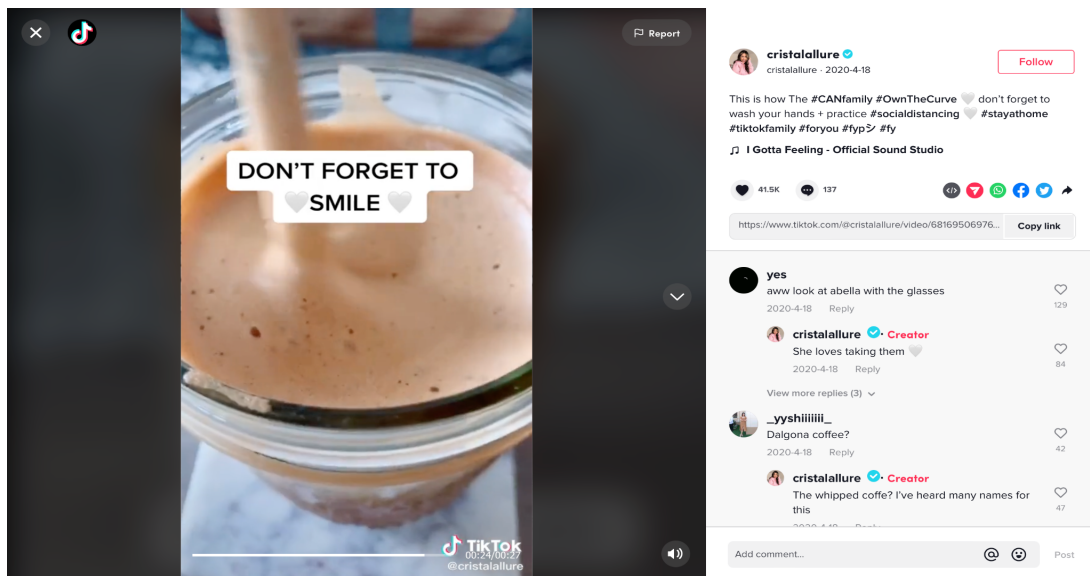 Report
DON'T FORGET TO
🤍SMILE 🤍
TikTok
00:24/00:27
@cristalallure
cristalallure
cristalallure · 2020-4-18
Follow
This is how The #CANfamily #OwnTheCurve 🤍 don't forget to
wash your hands + practice #socialdistancing 🤍 #stayathome
#tiktokfamily #foryou #fypシ #fy
♫ I Gotta Feeling - Official Sound Studio
41.5K
137
https://www.tiktok.com/@cristalallure/video/68169506976...
Copy link
yes
aww look at abella with the glasses
2020-4-18 Reply
129
cristalallure · Creator
She loves taking them 🤍
2020-4-18 Reply
84
View more replies (3)
_yyshiiiiiii_
Dalgona coffee?
2020-4-18 Reply
42
cristalallure · Creator
The whipped coffe? I've heard many names for
this
2020-4-18 Reply
47
Add comment...
Post